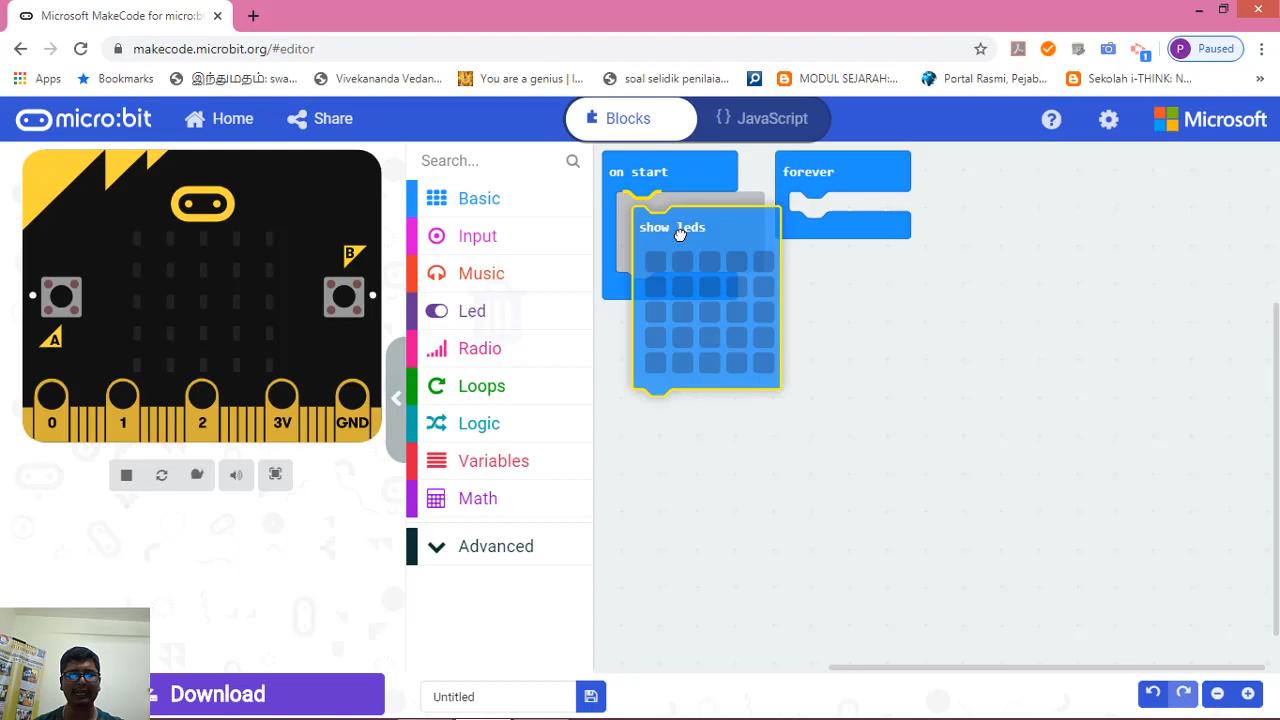 Microsoft MakeCode for micro:bi
Paused
makecode.microbit.org/#editor
Apps
Bookmarks
இந்துமதம்: swa...
Vivekananda Vedan...
You are a genius | I...
soal selidik penilaia...
MODUL SEJARAH:...
Portal Rasmi, Pejab...
Sekolah i-THINK: N...
»
1
micro:bit
Home
Share
Blocks
{ } JavaScript
?
Microsoft
Search...
Basic
Input
Music
Led
Radio
Loops
Logic
Variables
Math
Advanced
on start
show leds
forever
B
A
0
1
2
3V
GND
Download
Untitled